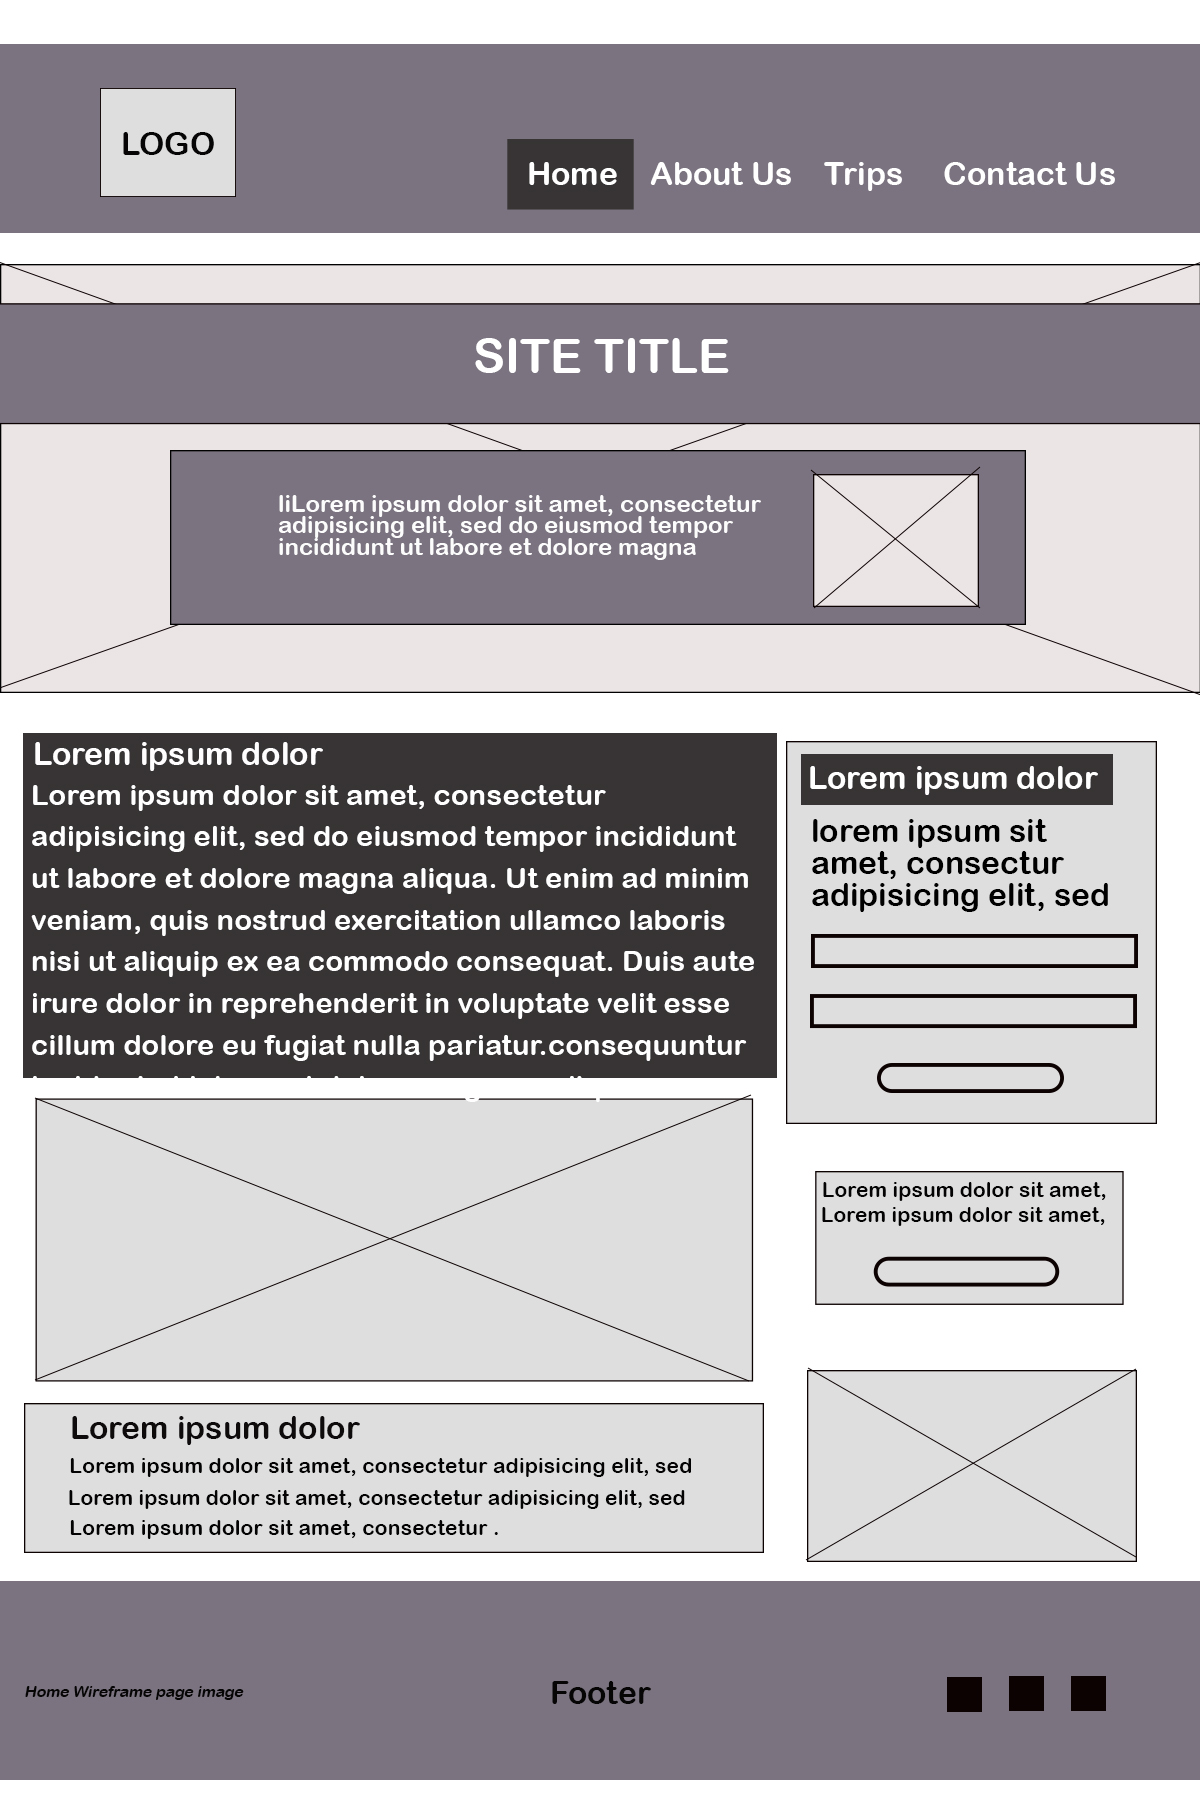 LOGO
Home About Us Trips Contact Us
SITE TITLE
liLorem ipsum dolor sit amet, consectetur
adipisicing elit, sed do eiusmod tempor
incididunt ut labore et dolore magna
Lorem ipsum dolor
Lorem ipsum dolor sit amet, consectetur
adipisicing elit, sed do eiusmod tempor incididunt
ut labore et dolore magna aliqua. Ut enim ad minim
veniam, quis nostrud exercitation ullamco laboris
nisi ut aliquip ex ea commodo consequat. Duis aute
irure dolor in reprehenderit in voluptate velit esse
cillum dolore eu fugiat nulla pariatur.consequuntur
Lorem ipsum dolor
lorem ipsum sit
amet, consectur
adipisicing elit, sed
Lorem ipsum dolor sit amet,
Lorem ipsum dolor sit amet,
Lorem ipsum dolor
Lorem ipsum dolor sit amet, consectetur adipisicing elit, sed
Lorem ipsum dolor sit amet, consectetur adipisicing elit, sed
Lorem ipsum dolor sit amet, consectetur .
Home Wireframe page image
Footer